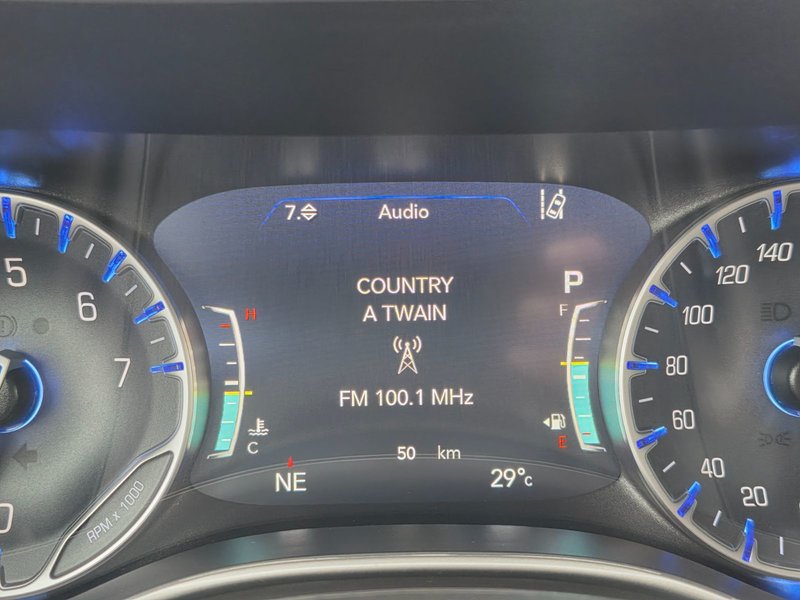 7. Audio
COUNTRY
A TWAIN
FM 100.1 MHz
50 km
NE 29°c
P
H
C
F
E
5
6
7
0
RPM x 1000
20
40
60
80
100
120
140